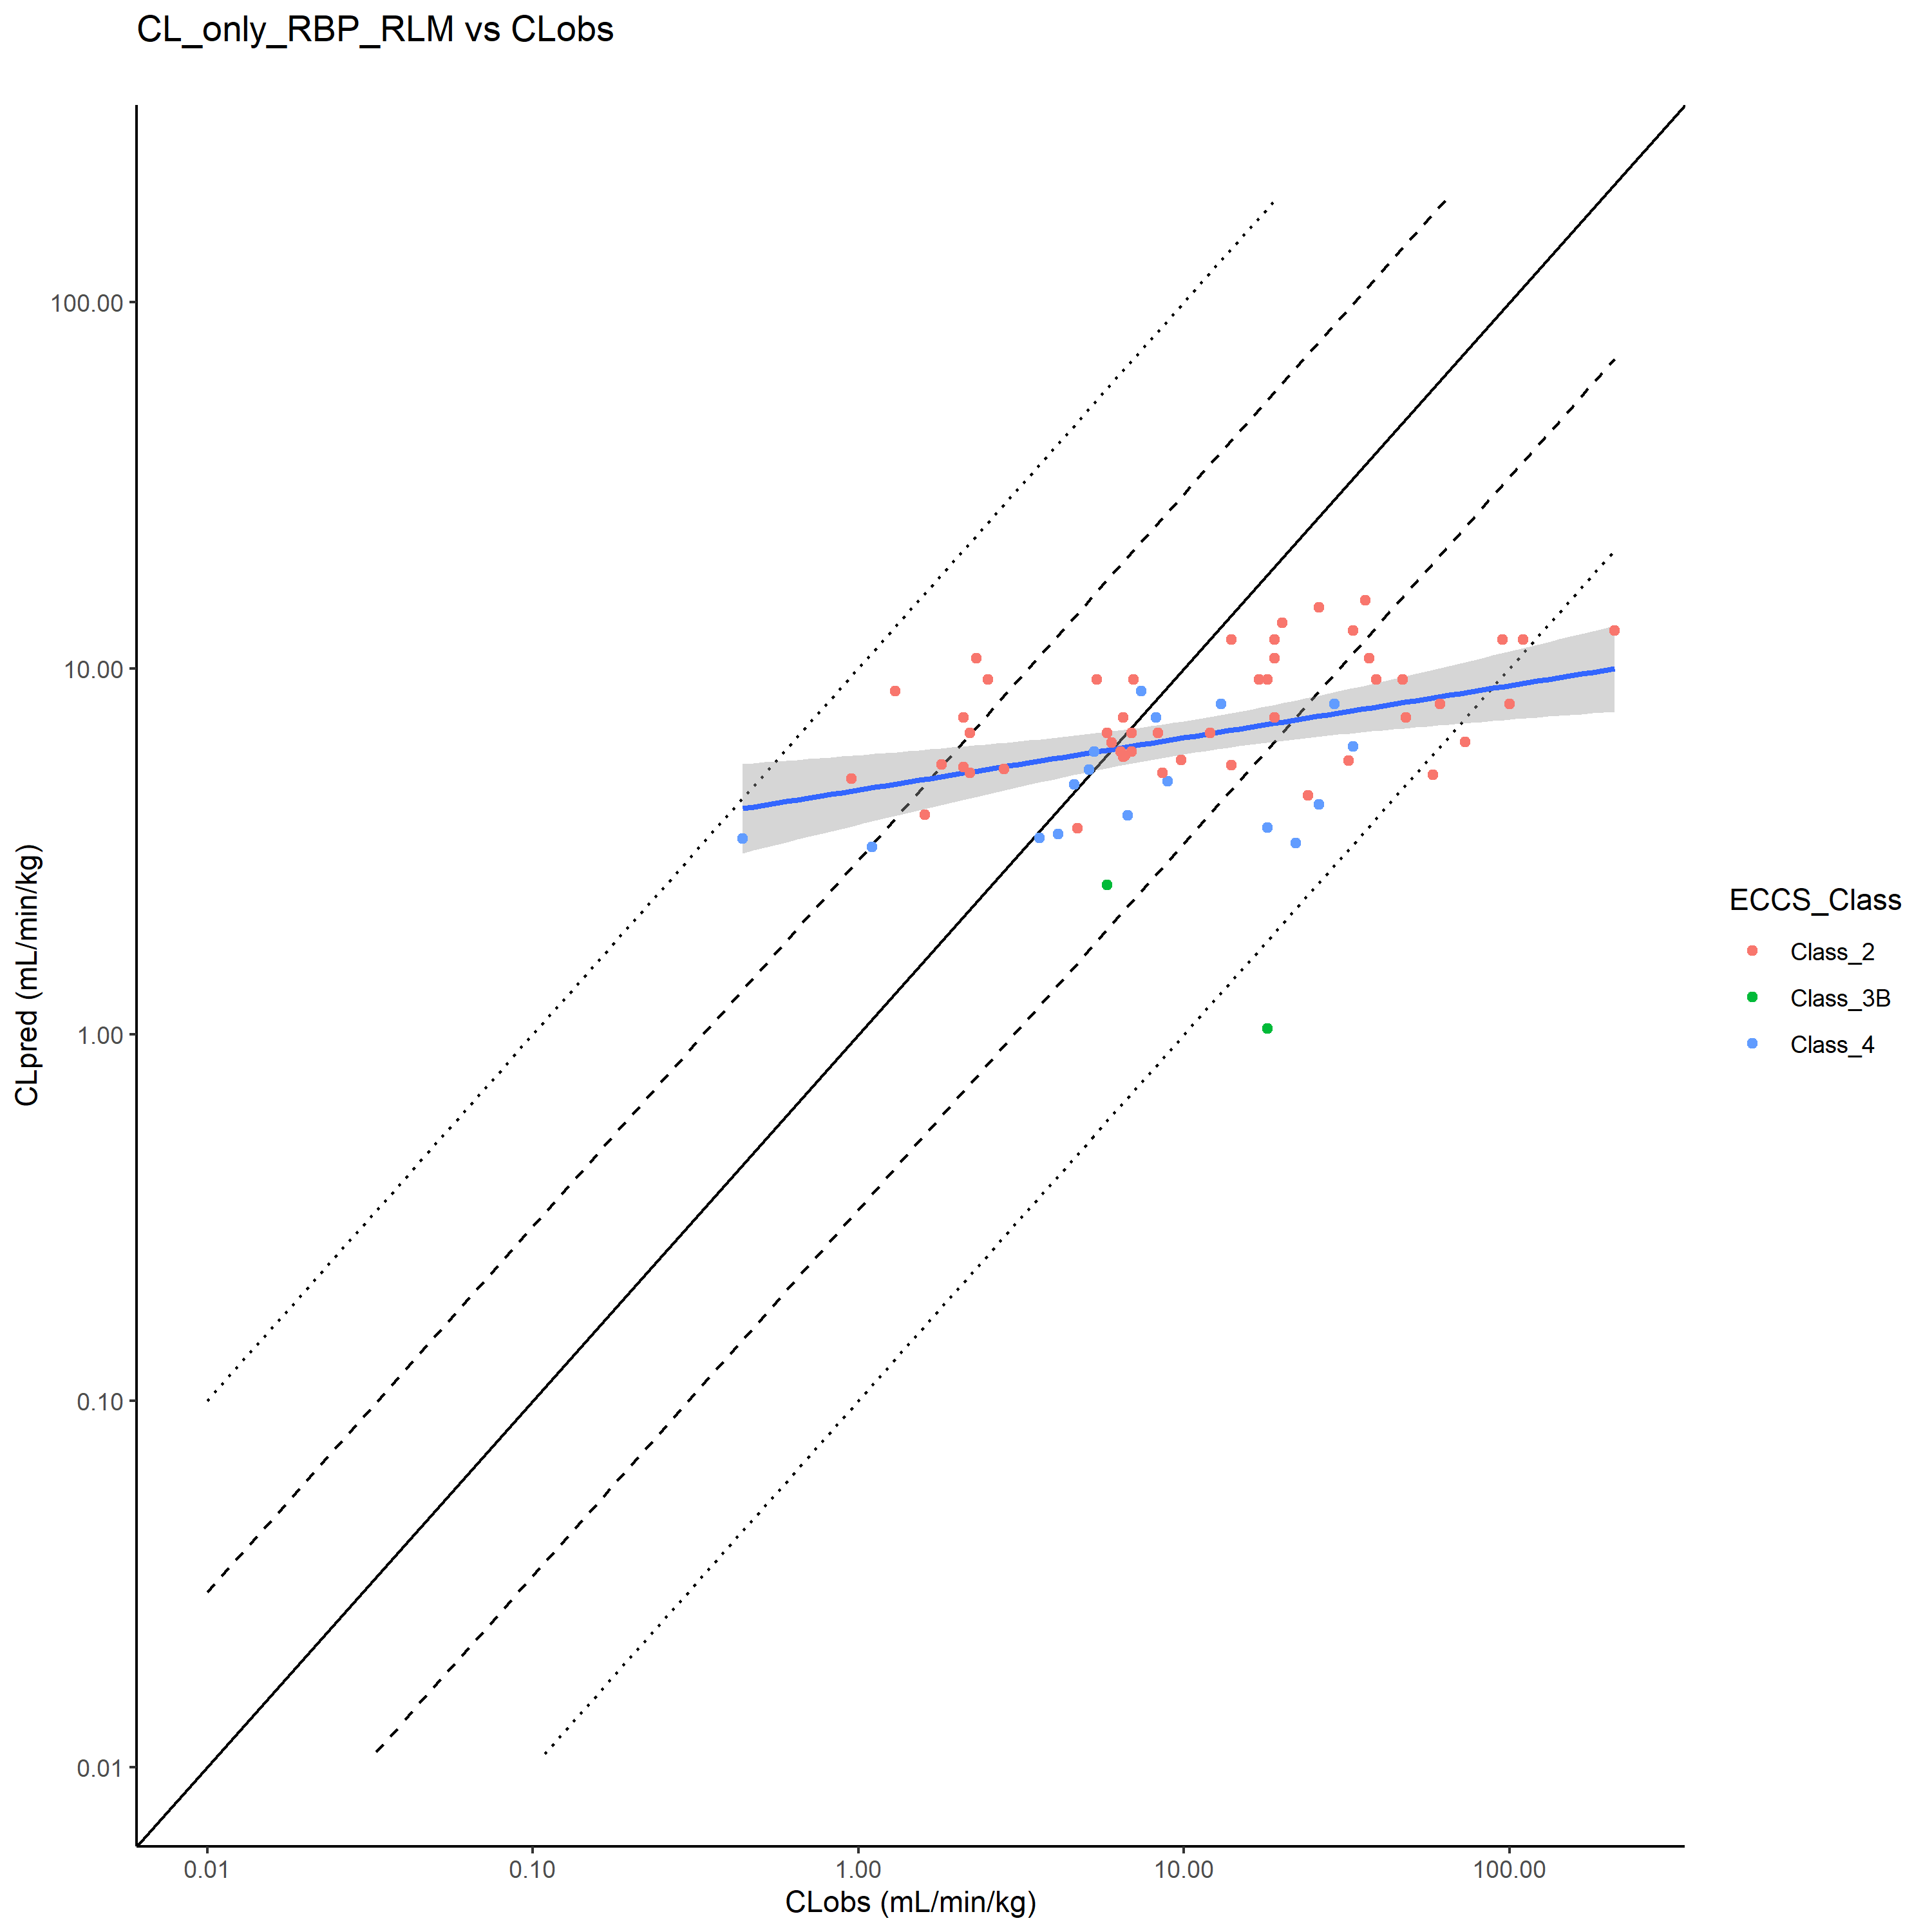 CL_only_RBP_RLM vs CLobs
100.00
10.00
1.00
0.10
0.01
CLpred (mL/min/kg)
0.01
0.10
1.00
10.00
100.00
CLobs (mL/min/kg)
ECCS_Class
Class_2
Class_3B
Class_4